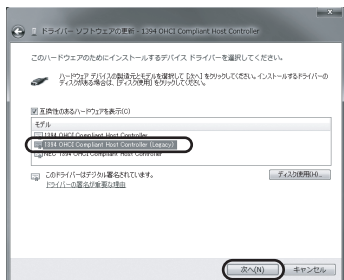 ドライバー ソフトウェアの更新 - 1394 OHCI Compliant Host Controller
このハードウェアのためにインストールするデバイス ドライバーを選択してください。
ハードウェア デバイスの製造元とモデルを選択して [次へ] をクリックしてください。インストールするドライバーの
ディスクがある場合は、[ディスク使用] をクリックしてください。
互換性のあるハードウェアを表示(C)
モデル
1394 OHCI Compliant Host Controller
1394 OHCI Compliant Host Controller (Legacy)
NEC 1394 OHCI Compliant Host Controller
このドライバーはデジタル署名されています。
ディスク使用(H)...
ドライバーの署名が重要な理由
次へ(N)
キャンセル